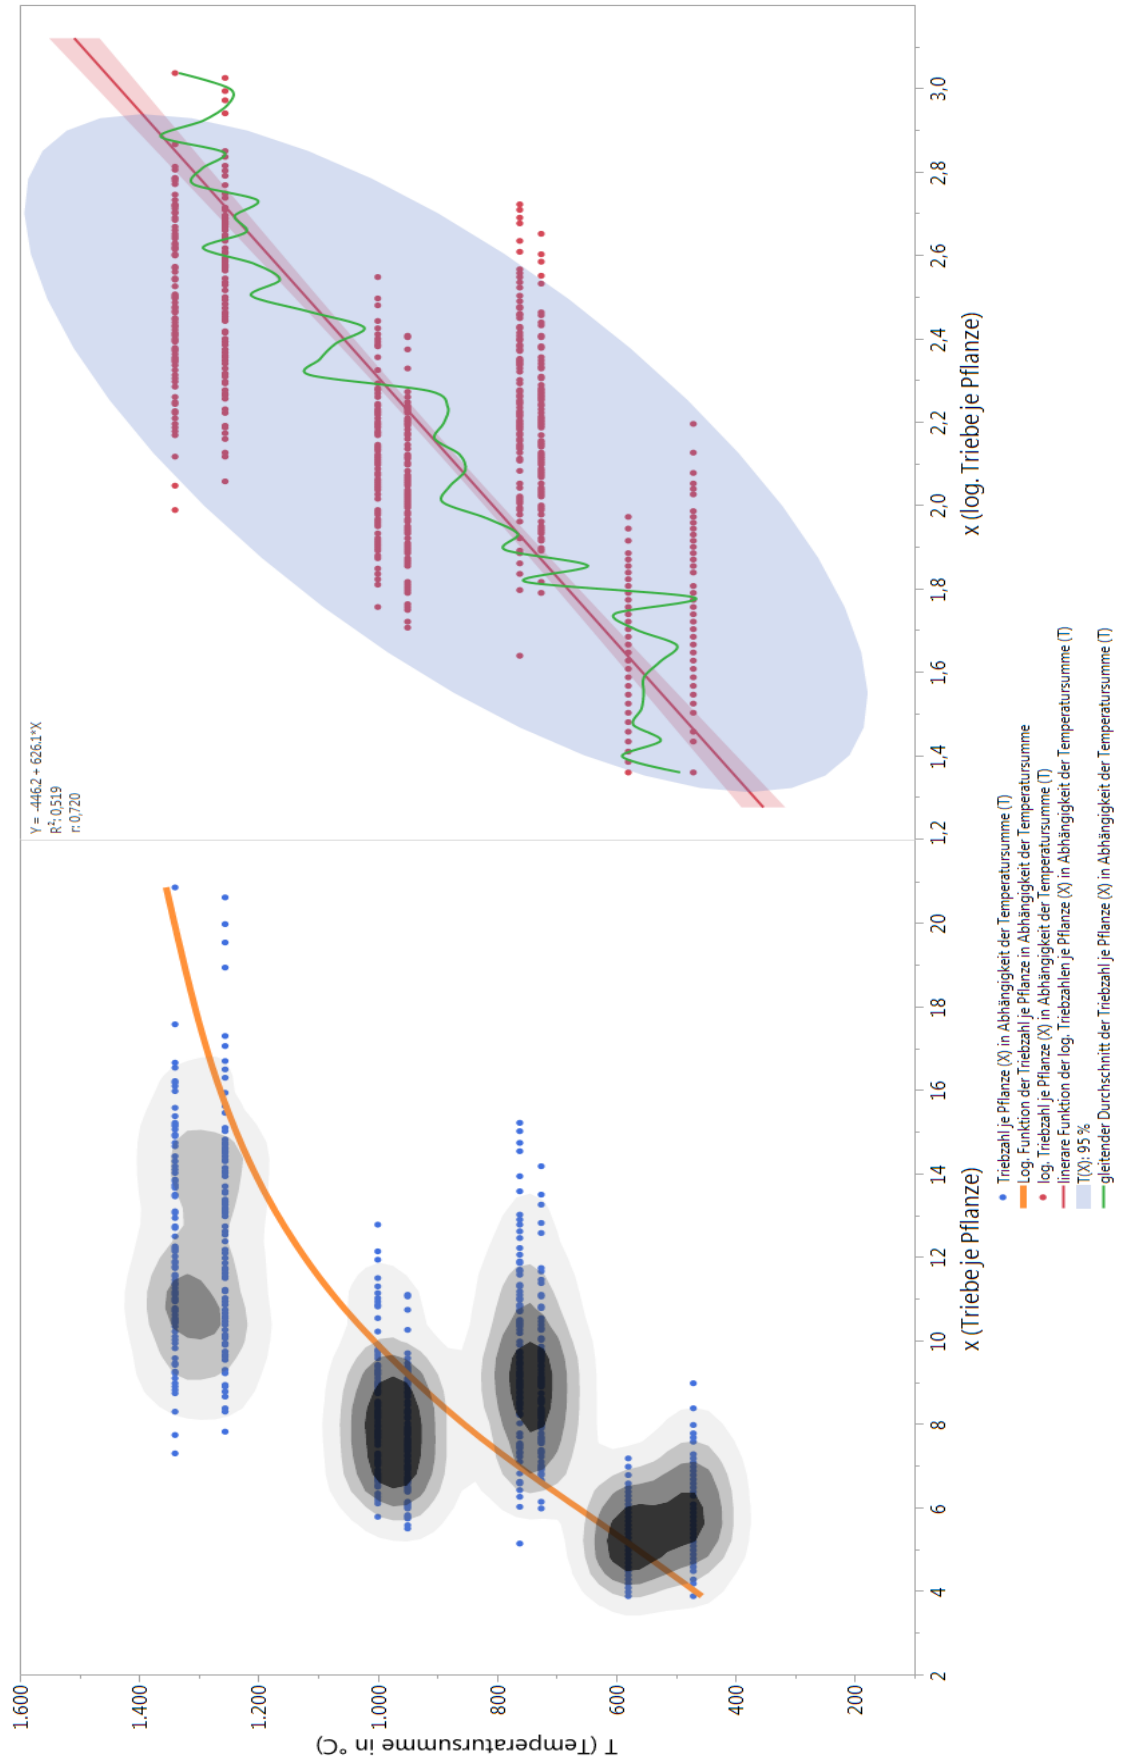 Y = -446.2 + 626.1*X
R²: 0,519
r: 0,720
T (Temperatursumme in °C)
1.600
1.400
1.200
1.000
800
600
400
200
2
4
6
8
10
12
14
16
18
20
1,2
1,4
1,6
1,8
2,0
2,2
2,4
2,6
2,8
3,0
x (Triebe je Pflanze)
x (log. Triebe je Pflanze)
Triebzahl je Pflanze (X) in Abhängigkeit der Temperatursumme (T)
Log. Funktion der Triebzahl je Pflanze in Abhängigkeit der Temperatursumme
log. Triebzahl je Pflanze (X) in Abhängigkeit der Temperatursumme (T)
linerare Funktion der log. Triebzahlen je Pflanze (X) in Abhängigkeit der Temperatursumme (T)
T(X): 95 %
gleitender Durchschnitt der Triebzahl je Pflanze (X) in Abhängigkeit der Temperatursumme (T)